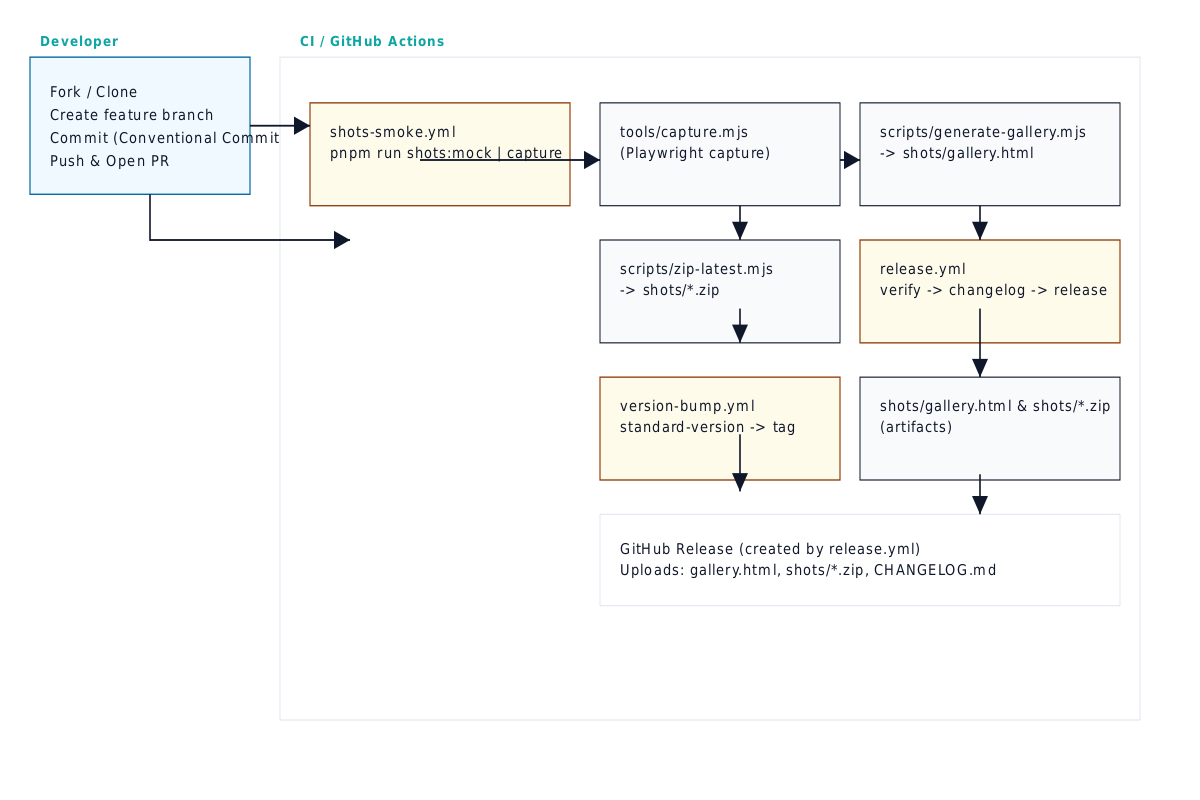 Developer
CI / GitHub Actions
Fork / Clone
Create feature branch
Commit (Conventional Commit
Push & Open PR
shots-smoke.yml
pnpm run shots:mock | capture
tools/capture.mjs
(Playwright capture)
scripts/generate-gallery.mjs
-> shots/gallery.html
scripts/zip-latest.mjs
-> shots/*.zip
release.yml
verify -> changelog -> release
version-bump.yml
standard-version -> tag
shots/gallery.html & shots/*.zip
(artifacts)
GitHub Release (created by release.yml)
Uploads: gallery.html, shots/*.zip, CHANGELOG.md